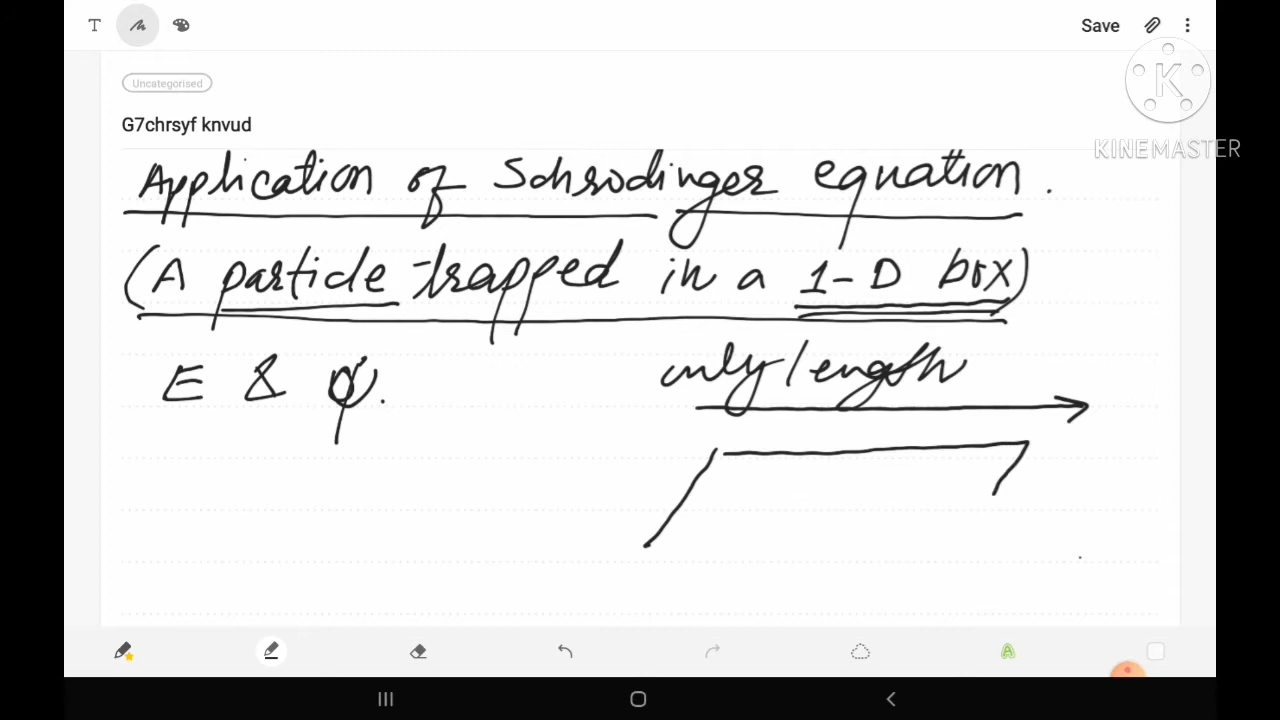 T Save
Uncategorised
K
KINEMASTER
G7chrsyf knvud
Application of Schrodinger equation.
(A particle trapped in a 1-D box)
E & ψ.
only length
A